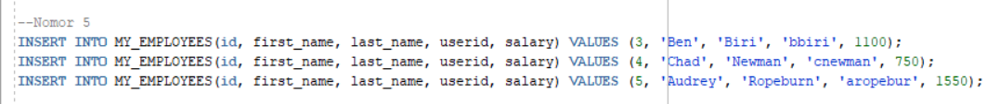 --Nomor 5
INSERT INTO MY_EMPLOYEES(id, first_name, last_name, userid, salary) VALUES (3, 'Ben', 'Biri', 'bbiri', 1100);
INSERT INTO MY_EMPLOYEES(id, first_name, last_name, userid, salary) VALUES (4, 'Chad', 'Newman', 'cnewman', 750);
INSERT INTO MY_EMPLOYEES(id, first_name, last_name, userid, salary) VALUES (5, 'Audrey', 'Ropeburn', 'aropebur', 1550);